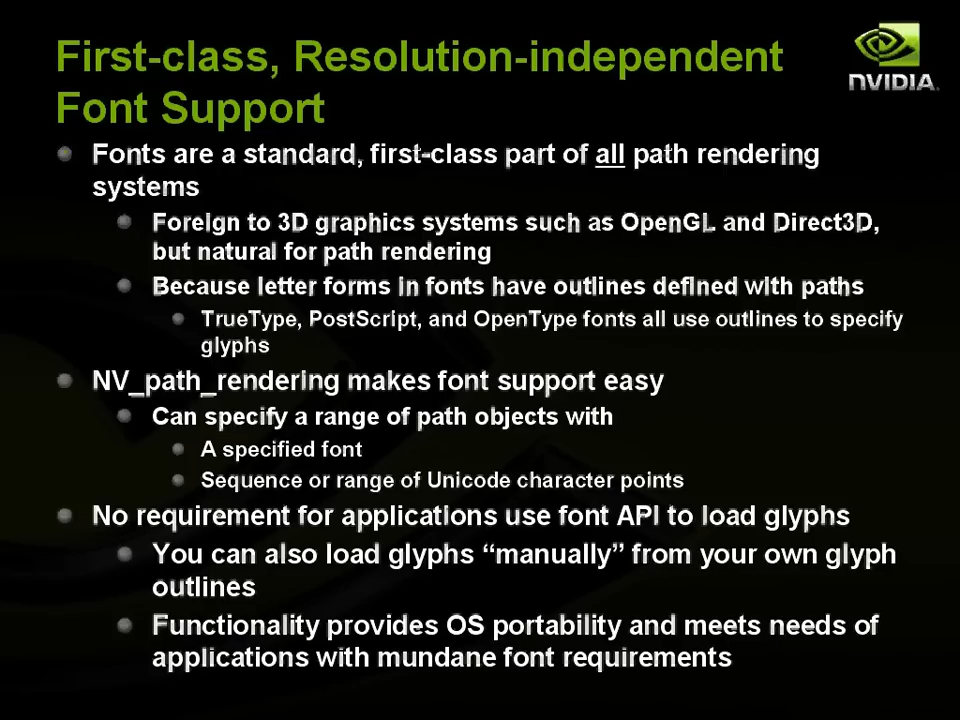 First-class, Resolution-independent
Font Support
NVIDIA.
Fonts are a standard, first-class part of all path rendering
systems
Foreign to 3D graphics systems such as OpenGL and Direct3D,
but natural for path rendering
Because letter forms in fonts have outlines defined with paths
TrueType, PostScript, and OpenType fonts all use outlines to specify
glyphs
NV_path_rendering makes font support easy
Can specify a range of path objects with
A specified font
Sequence or range of Unicode character points
No requirement for applications use font API to load glyphs
You can also load glyphs “manually” from your own glyph
outlines
Functionality provides OS portability and meets needs of
applications with mundane font requirements